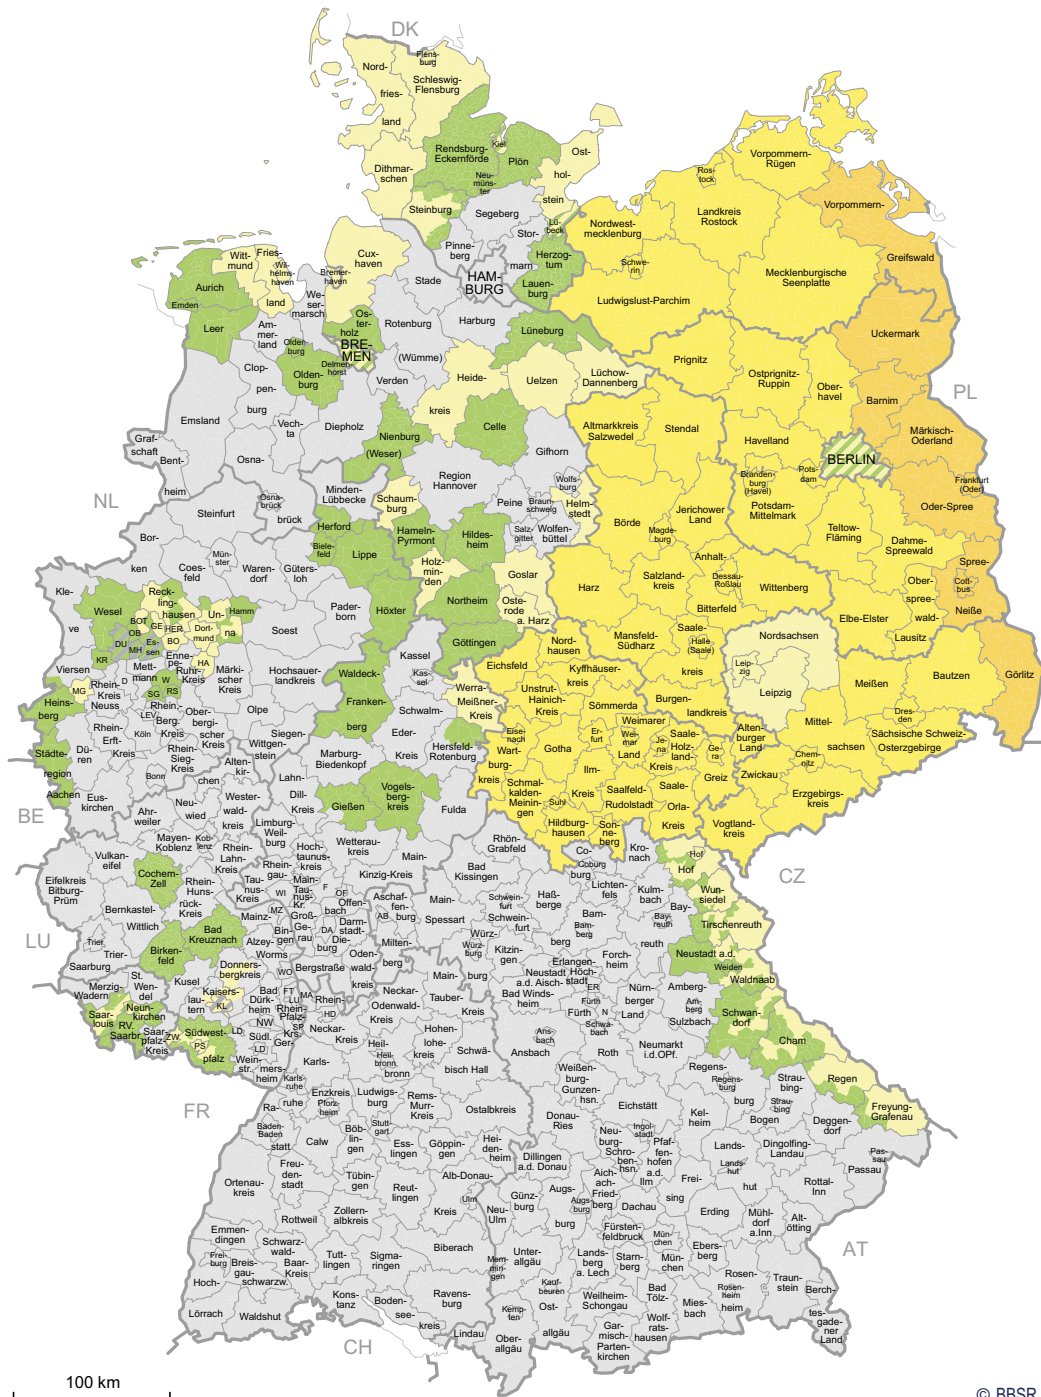 DK
Flens-
burg
Nord-
Schleswig-
Flensburg
fries-
land
Rendsburg-
Eckernförde
Kiel
Plön
Ost-
hol-
stein
Dithmar-
schen
Neu-
müns-
ter
Steinburg
Segeberg
Lü-
beck
Pinne-
berg
Stor-
marn
Herzog-
tum
Lauen-
burg
HAM-
BURG
Vorpommern-
Rügen
Ros-
tock
Landkreis
Rostock
Vorpommern-
Greifswald
Nordwest-
mecklenburg
Schwe-
rin
Mecklenburgische
Seenplatte
Ludwigslust-Parchim
Uckermark
Cux-
haven
Witt-
mund
Fries-
land
Wil-
helms-
haven
Bremer-
haven
Aurich
Emden
Leer
We-
ser-
marsch
Stade
Os-
ter-
holz
Rotenburg
(Wümme)
Harburg
Lüneburg
Am-
mer-
land
Olden-
burg
BRE-
MEN
Delmen-
horst
Olden-
burg
Verden
Heide-
kreis
Uelzen
Lüchow-
Dannenberg
Prignitz
Ostprignitz-
Ruppin
Ober-
havel
Barnim
PL
Clop-
pen-
burg
Emsland
Vech-
ta
Diepholz
Nienburg
(Weser)
Celle
Gifhorn
Altmarkkreis
Salzwedel
Stendal
Havelland
BERLIN
Märkisch-
Oderland
Graf-
schaft
Bent-
heim
Osna-
brück
Osna-
brück
Minden-
Lübbecke
Region
Hannover
Peine
Braun-
schweig
Wolfs-
burg
Helm-
stedt
Branden-
burg
(Havel)
Pots-
dam
Frankfurt
(Oder)
Oder-Spree
NL
Steinfurt
Schaum-
burg
Salz-
gitter
Wolfen-
büttel
Börde
Magde-
burg
Jerichower
Land
Potsdam-
Mittelmark
Teltow-
Fläming
Dahme-
Spreewald
Herford
Biele-
feld
Lippe
Hameln-
Pyrmont
Hildes-
heim
Bor-
ken
Coes-
feld
Mün-
ster
Waren-
dorf
Güters-
loh
Holz-
min-
den
Goslar
Harz
Salzland-
kreis
Anhalt-
Bitterfeld
Dessau-
Roßlau
Wittenberg
Spree-
Neiße
Cott-
bus
Ober-
spree-
wald-
Lausitz
Elbe-Elster
Kle-
ve
Wesel
Reck-
ling-
hausen
Un-
na
Hamm
Pader-
born
Höxter
Northeim
Oste-
rode
a. Harz
BOT
OB
GE
HER
Dort-
mund
DU
MH
Es-
sen
BO
Soest
Göttingen
Nord-
hausen
Mansfeld-
Südharz
Saale-
kreis
Halle
(Saale)
Nordsachsen
Leip-
zig
Leipzig
Viersen
KR
Mett-
mann
Enne-
pe-
Ruhr-
Kreis
HA
Märki-
scher
Kreis
Hochsauer-
landkreis
Kassel
Kas-
sel
Eichsfeld
Kyffhäuser-
kreis
Meißen
Bautzen
Görlitz
MG
Rhein-
Kreis
Neuss
D
W
SG
RS
Waldeck-
Franken-
berg
Werra-
Meißner-
Kreis
Unstrut-
Hainich-
Kreis
Sömmerda
Burgen-
landkreis
Heins-
berg
LEV
Rhein.-
Berg.
Kreis
Ober-
bergi-
scher
Kreis
Olpe
Schwalm-
Eder-
Kreis
Hersfeld-
Rotenburg
Eise-
nach
Wart-
burg-
kreis
Gotha
Er-
furt
Weimarer
Land
Wei-
mar
Je-
na
Saale-
Holz-
land-
Kreis
Ge-
ra
Alten-
burger
Land
Mittel-
sachsen
Dres-
den
Sächsische Schweiz-
Osterzgebirge
Städte-
region
Aachen
Dü-
ren
Rhein-
Erft-
Kreis
Köln
Rhein-
Sieg-
Kreis
Bonn
Siegen-
Wittgen-
stein
Marburg-
Biedenkopf
Chem-
nitz
Zwickau
Greiz
Erzgebirgs-
kreis
Eus-
kirchen
Alten-
kir-
chen
Lahn-
Dill-
Kreis
Gießen
Vogels-
berg-
kreis
Fulda
Schmal-
kalden-
Meinin-
gen
Suhl
Ilm-
Kreis
Saalfeld-
Rudolstadt
Saale-
Orla-
Kreis
Vogtland-
kreis
BE
Ahr-
weiler
Neu-
wied
Wester-
wald-
kreis
Limburg-
Weil-
burg
Hildburg-
hausen
Son-
ne-
berg
Mayen-
Koblenz
Kob-
lenz
Rhein-
Lahn-
Kreis
Hoch-
taunus-
kreis
Wetterau-
kreis
Main-
Kinzig-Kreis
Rhön-
Grabfeld
Bad
Kissingen
Co-
burg
Coburg
Kro-
nach
Hof
Hof
CZ
Vulkan-
eifel
Cochem-
Zell
Rhein-
Huns-
rück-
Kreis
Rhein-
gau-
Tau-
nus-
Kreis
Main-
Tau-
nus-
Kr.
WI
F
OF
Offen-
bach
Aschaf-
fen-
burg
AB
Main-
Spessart
Schwein-
furt
Schwein-
furt
Haß-
berge
Lichten-
fels
Kulm-
bach
Wun-
siedel
Eifelkreis
Bitburg-
Prüm
Bernkastel-
Wittlich
MZ
Mainz-
Bin-
gen
Groß-
Ge-
rau
DA
Darm-
stadt-
Die-
burg
Milten-
berg
Würz-
burg
Würz-
burg
Kitzin-
gen
Bam-
berg
Bam-
berg
Bay-
reuth
Bay-
reuth
Tirschenreuth
LU
Trier
Trier-
Saarburg
Birken-
feld
Bad
Kreuznach
Alzey-
Worms
WO
Bergstraße
Oden-
wald-
kreis
Neustadt
a.d. Aisch-
Bad Winds-
heim
Erlangen-
Höch-
stadt
ER
Forch-
heim
Neustadt a.d.
Waldnaab
Weiden
Merzig-
Wadern
St.
Wen-
del
Kusel
Donners-
bergkreis
Kaisers-
lau-
tern
KL
Bad
Dürk-
heim
FT
LU
MA
Rhein-
Pfalz-
Krs.
Rhein-
Neckar-
Kreis
HD
Neckar-
Odenwald-
Kreis
Main-
Tauber-
Kreis
Fürth
Fürth
N
Nürn-
berger
Land
Schwa-
bach
Amberg-
Sulzbach
Am-
berg
Schwan-
dorf
Cham
Saar-
louis
Neun-
kirchen
RV.
Saarbr.
Saar-
pfalz-
Kreis
ZW
PS
Südwest-
pfalz
NW
SP
LD
Südl.
LD
Wein-
str.
Ger-
mers-
heim
Karls-
ruhe
Karls-
ruhe
Heil-
bronn
Heil-
bronn
Hohen-
lohe-
kreis
Schwä-
bisch Hall
Ans-
bach
Ansbach
Roth
Neumarkt
i.d.OPf.
Regens-
burg
Regens-
burg
Strau-
bing-
Bogen
Strau-
bing
Regen
Freyung-
Grafenau
FR
Ra-
statt
Baden-
Baden
Enzkreis
Pforz-
heim
Ludwigs-
burg
Rems-
Murr-
Kreis
Ostalbkreis
Weißen-
burg-
Gunzen-
hsn.
Eichstätt
Kel-
heim
Deggen-
dorf
Calw
Böb-
lin-
gen
Stutt-
gart
Ess-
lingen
Göppin-
gen
Hei-
den-
heim
Donau-
Ries
Neu-
burg-
Schro-
ben-
hsn.
Ingol-
stadt
Pfaf-
fen-
hofen
a.d.
Ilm
Lands-
hut
Lands-
hut
Dingolfing-
Landau
Pas-
sau
Passau
Ortenau-
kreis
Freu-
den-
stadt
Tübin-
gen
Reut-
lingen
Alb-Donau-
Kreis
Ulm
Dillingen
a.d. Donau
Günz-
burg
Neu-
Ulm
Augs-
burg
Augs-
burg
Aich-
ach-
Fried-
berg
Dachau
Frei-
sing
Erding
Rottal-
Inn
Mühl-
dorf
a.Inn
Alt-
ötting
Emmen-
dingen
Rottweil
Zollern-
albkreis
Biberach
Unter-
allgäu
Mem-
min-
gen
Lands-
berg
a. Lech
Fürsten-
feldbruck
Starn-
berg
Mün-
chen
Mün-
chen
Ebers-
berg
AT
Frei-
burg
Breis-
gau-
Hoch-
schwarzw.
Schwarz-
wald-
Baar-
Kreis
Tutt-
lingen
Sigma-
ringen
Ravens-
burg
Kauf-
beuren
Ost-
allgäu
Weilheim-
Schongau
Bad
Tölz-
Wolf-
rats-
hausen
Mies-
bach
Rosen-
heim
Rosen-
heim
Traun-
stein
Berch-
tes-
gade-
ner
Land
Lörrach
Waldshut
Kons-
tanz
Boden-
see-
kreis
Lindau
Kemp-
ten
Ober-
allgäu
Gar-
misch-
Parten-
kirchen
CH
100 km
© BBSR